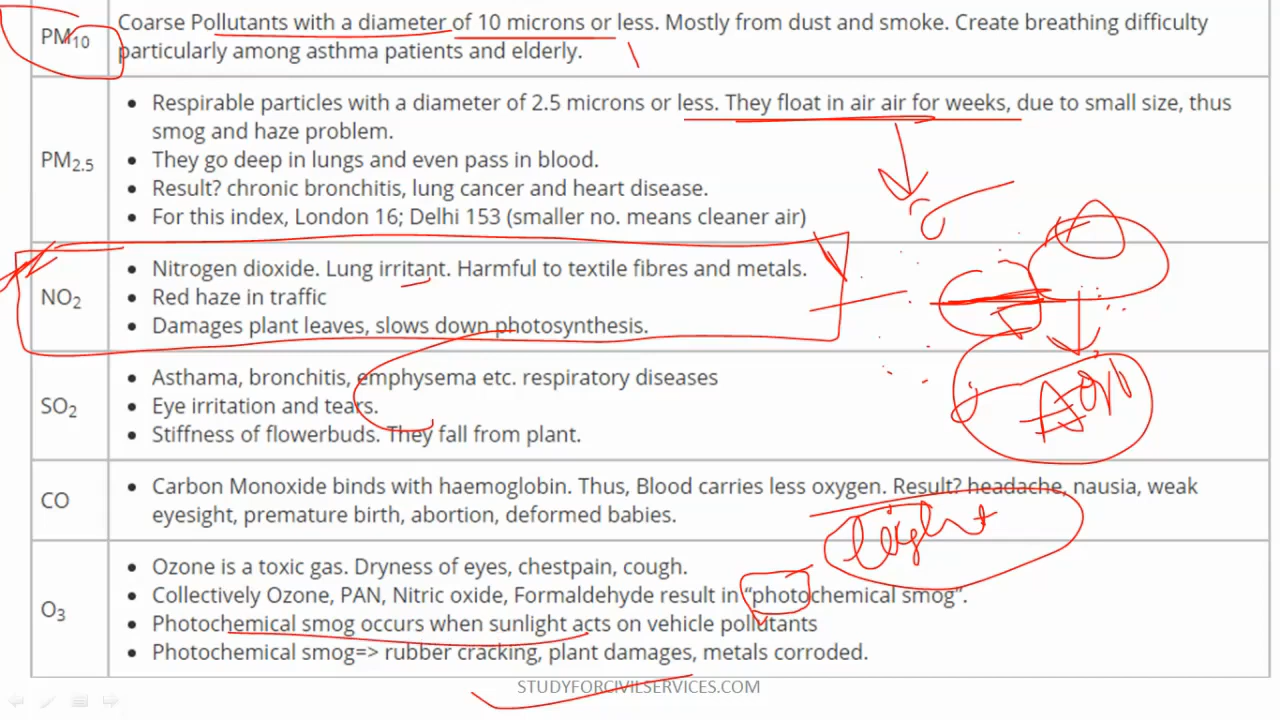 PM10
Coarse Pollutants with a diameter of 10 microns or less. Mostly from dust and smoke. Create breathing difficulty
particularly among asthma patients and elderly.
PM2.5
• Respirable particles with a diameter of 2.5 microns or less. They float in air air for weeks, due to small size, thus
smog and haze problem.
• They go deep in lungs and even pass in blood.
• Result? chronic bronchitis, lung cancer and heart disease.
• For this index, London 16; Delhi 153 (smaller no. means cleaner air)
NO2
• Nitrogen dioxide. Lung irritant. Harmful to textile fibres and metals.
• Red haze in traffic
• Damages plant leaves, slows down photosynthesis.
SO2
• Asthama, bronchitis, emphysema etc. respiratory diseases
• Eye irritation and tears.
• Stiffness of flowerbuds. They fall from plant.
CO
• Carbon Monoxide binds with haemoglobin. Thus, Blood carries less oxygen. Result? headache, nausia, weak
eyesight, premature birth, abortion, deformed babies.
light
O3
• Ozone is a toxic gas. Dryness of eyes, chestpain, cough.
• Collectively Ozone, PAN, Nitric oxide, Formaldehyde result in “photochemical smog”.
• Photochemical smog occurs when sunlight acts on vehicle pollutants
• Photochemical smog=> rubber cracking, plant damages, metals corroded.
STUDYFORCIVILSERVICES.COM